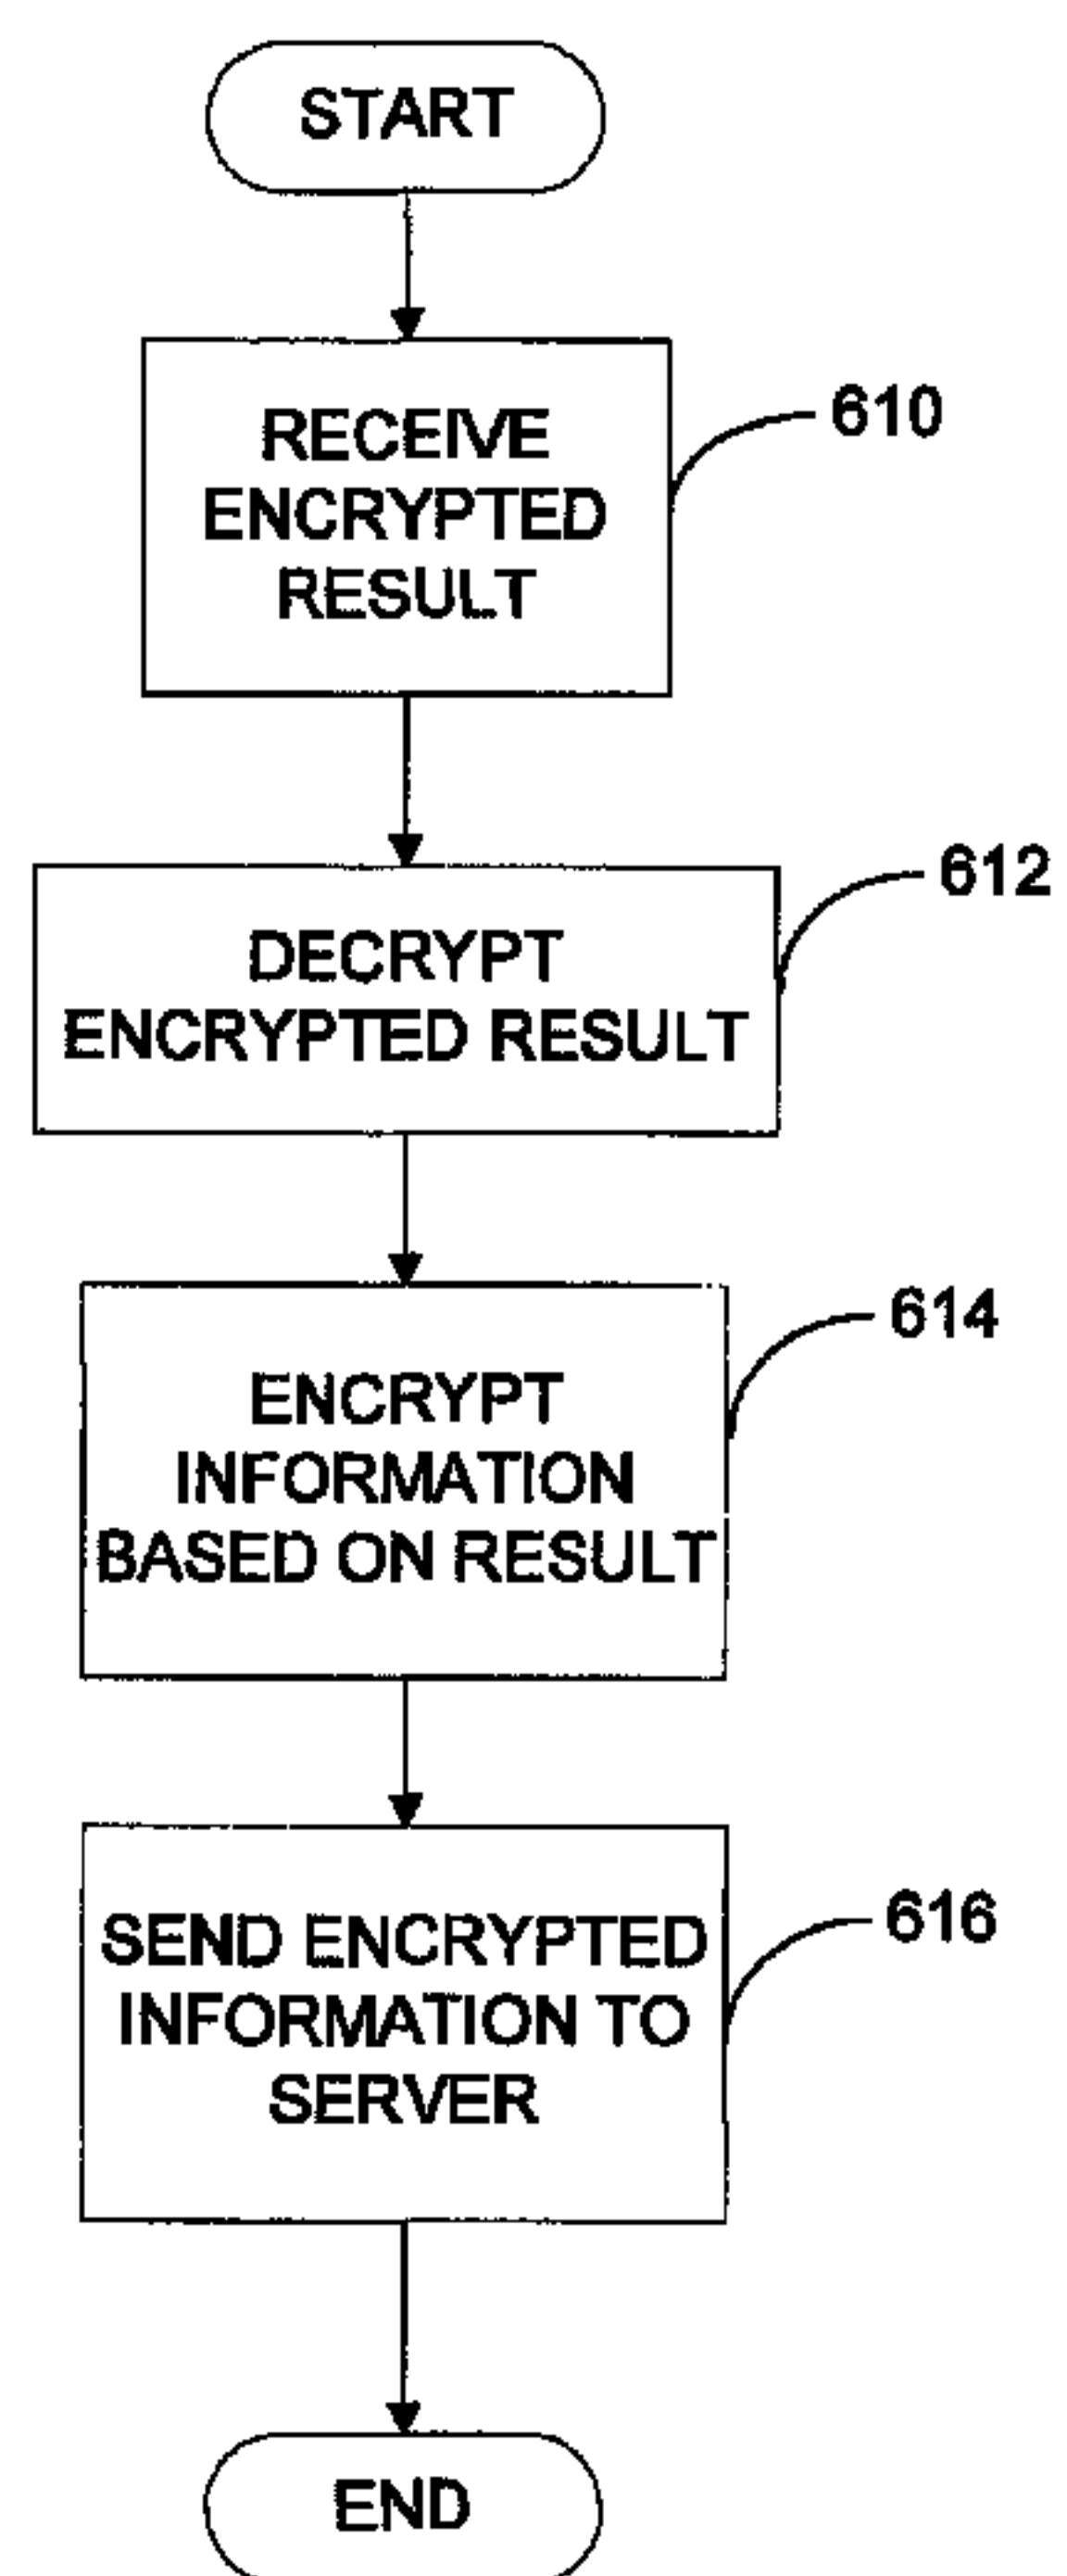 START
RECEIVE
ENCRYPTED
RESULT
610
DECRYPT
ENCRYPTED RESULT
612
ENCRYPT
INFORMATION
BASED ON RESULT
614
SEND ENCRYPTED
INFORMATION TO
SERVER
616
END